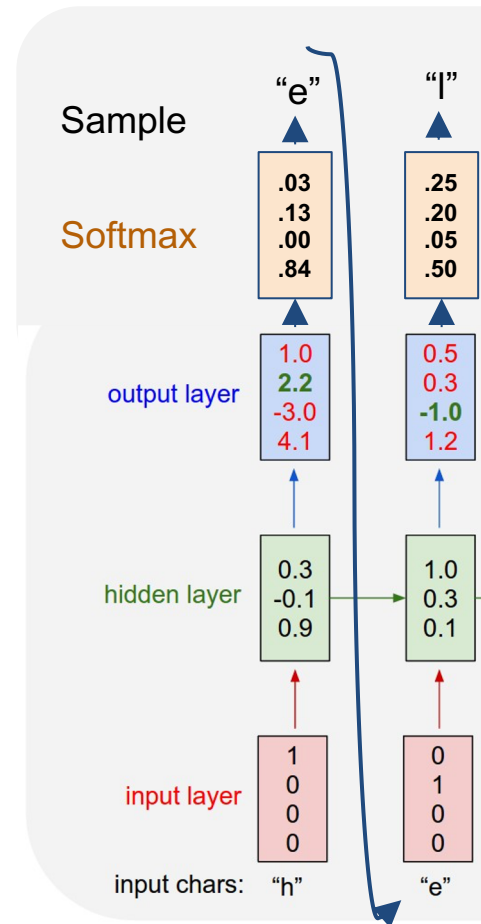 “e” “l”
Sample
.03 .25
.13 .20
Softmax .00 .05
.84 .50
1.0 0.5
output layer 2.2 0.3
-3.0 -1.0
4.1 1.2
0.3 1.0
hidden layer -0.1 0.3
0.9 0.1
1 0
input layer 0 1
0 0
0 0
input chars: “h” “e”